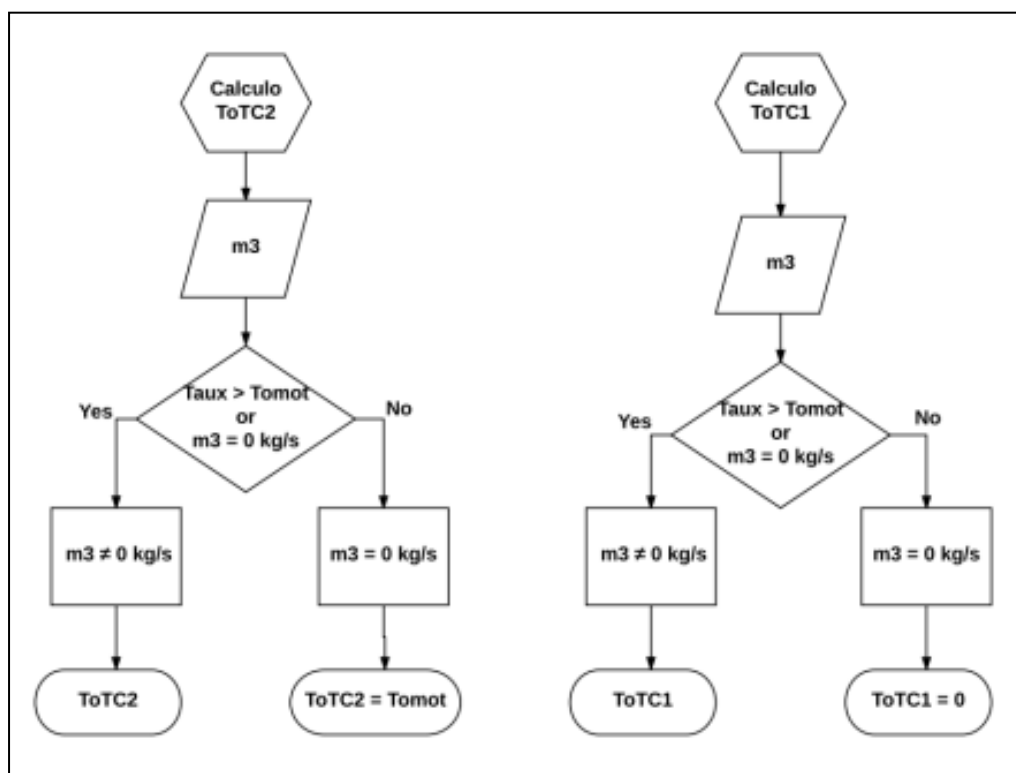 Calculo
ToTC2
m3
Taux > Tomot
or
m3 = 0 kg/s
Yes
No
m3 ≠ 0 kg/s
m3 = 0 kg/s
ToTC2
ToTC2 = Tomot
Calculo
ToTC1
m3
Taux > Tomot
or
m3 = 0 kg/s
Yes
No
m3 ≠ 0 kg/s
m3 = 0 kg/s
ToTC1
ToTC1 = 0